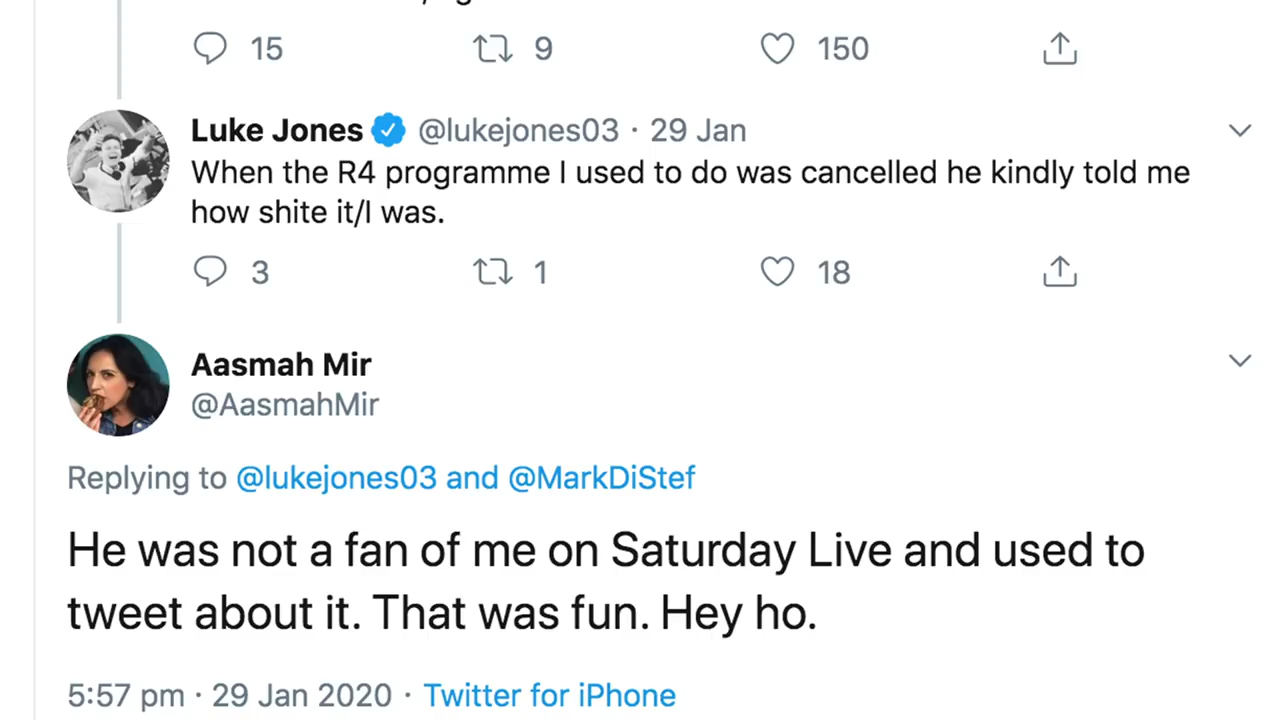 15 9 150
Luke Jones @lukejones03 · 29 Jan
When the R4 programme I used to do was cancelled he kindly told me
how shite it/I was.
3 1 18
Aasmah Mir
@AasmahMir
Replying to @lukejones03 and @MarkDiStef
He was not a fan of me on Saturday Live and used to
tweet about it. That was fun. Hey ho.
5:57 pm · 29 Jan 2020 · Twitter for iPhone